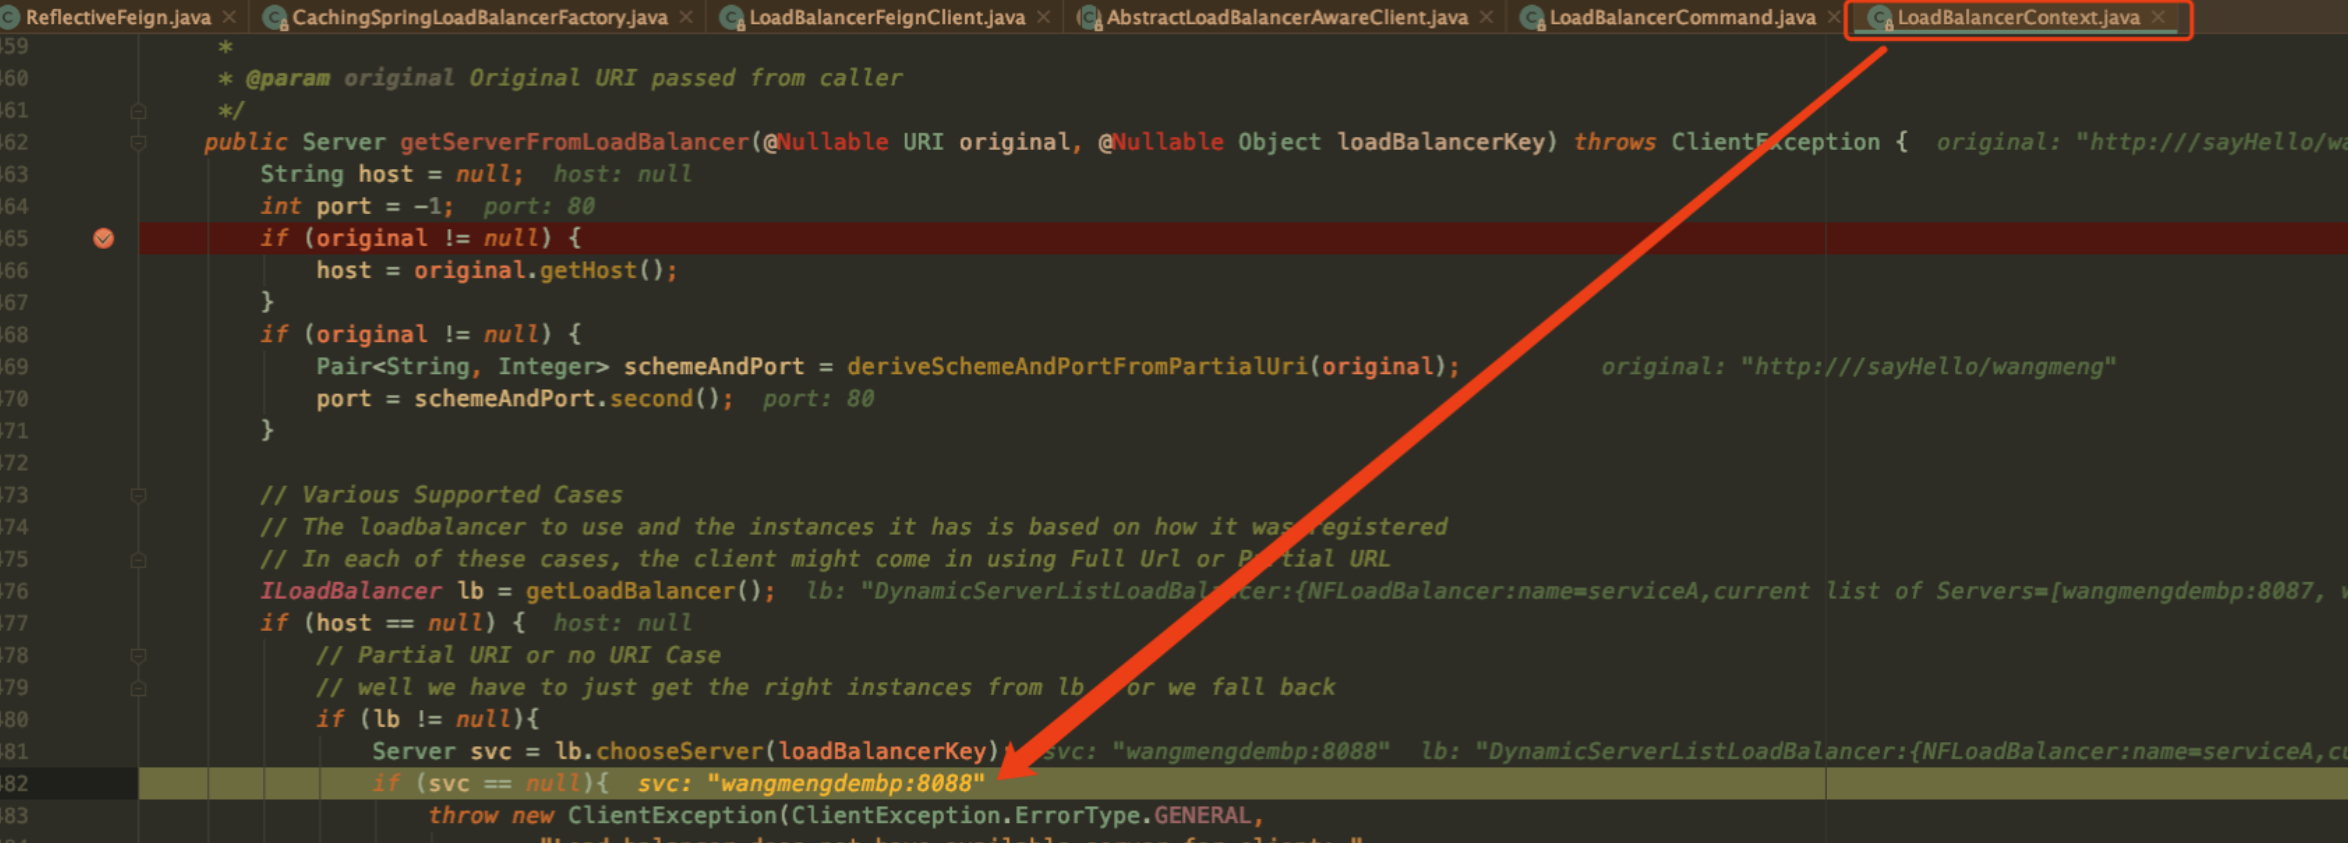 ReflectiveFeign.java × CachingSpringLoadBalancerFactory.java × LoadBalancerFeignClient.java × AbstractLoadBalancerAwareClient.java × LoadBalancerCommand.java × LoadBalancerContext.java ×
459 *
460 * @param original Original URI passed from caller
461 */
462 public Server getServerFromLoadBalancer(@Nullable URI original, @Nullable Object loadBalancerKey) throws ClientException { original: "http:///sayHello/wa
463 String host = null; host: null
464 int port = -1; port: 80
465 if (original != null) {
466 host = original.getHost();
467 }
468 if (original != null) {
469 Pair<String, Integer> schemeAndPort = deriveSchemeAndPortFromPartialUri(original); original: "http:///sayHello/wangmeng"
470 port = schemeAndPort.second(); port: 80
471 }
472
473 // Various Supported Cases
474 // The loadbalancer to use and the instances it has is based on how it was registered
475 // In each of these cases, the client might come in using Full Url or Partial URL
476 ILoadBalancer lb = getLoadBalancer(); lb: "DynamicServerListLoadBalancer:{NFLoadBalancer:name=serviceA,current list of Servers=[wangmengdembp:8087, w
477 if (host == null) { host: null
478 // Partial URI or no URI Case
479 // well we have to just get the right instances from lb or we fall back
480 if (lb != null){
481 Server svc = lb.chooseServer(loadBalancerKey); svc: "wangmengdembp:8088" lb: "DynamicServerListLoadBalancer:{NFLoadBalancer:name=serviceA,cu
482 if (svc == null){ svc: "wangmengdembp:8088"
483 throw new ClientException(ClientException.ErrorType.GENERAL,
"Load balancer does not have available server for client: "